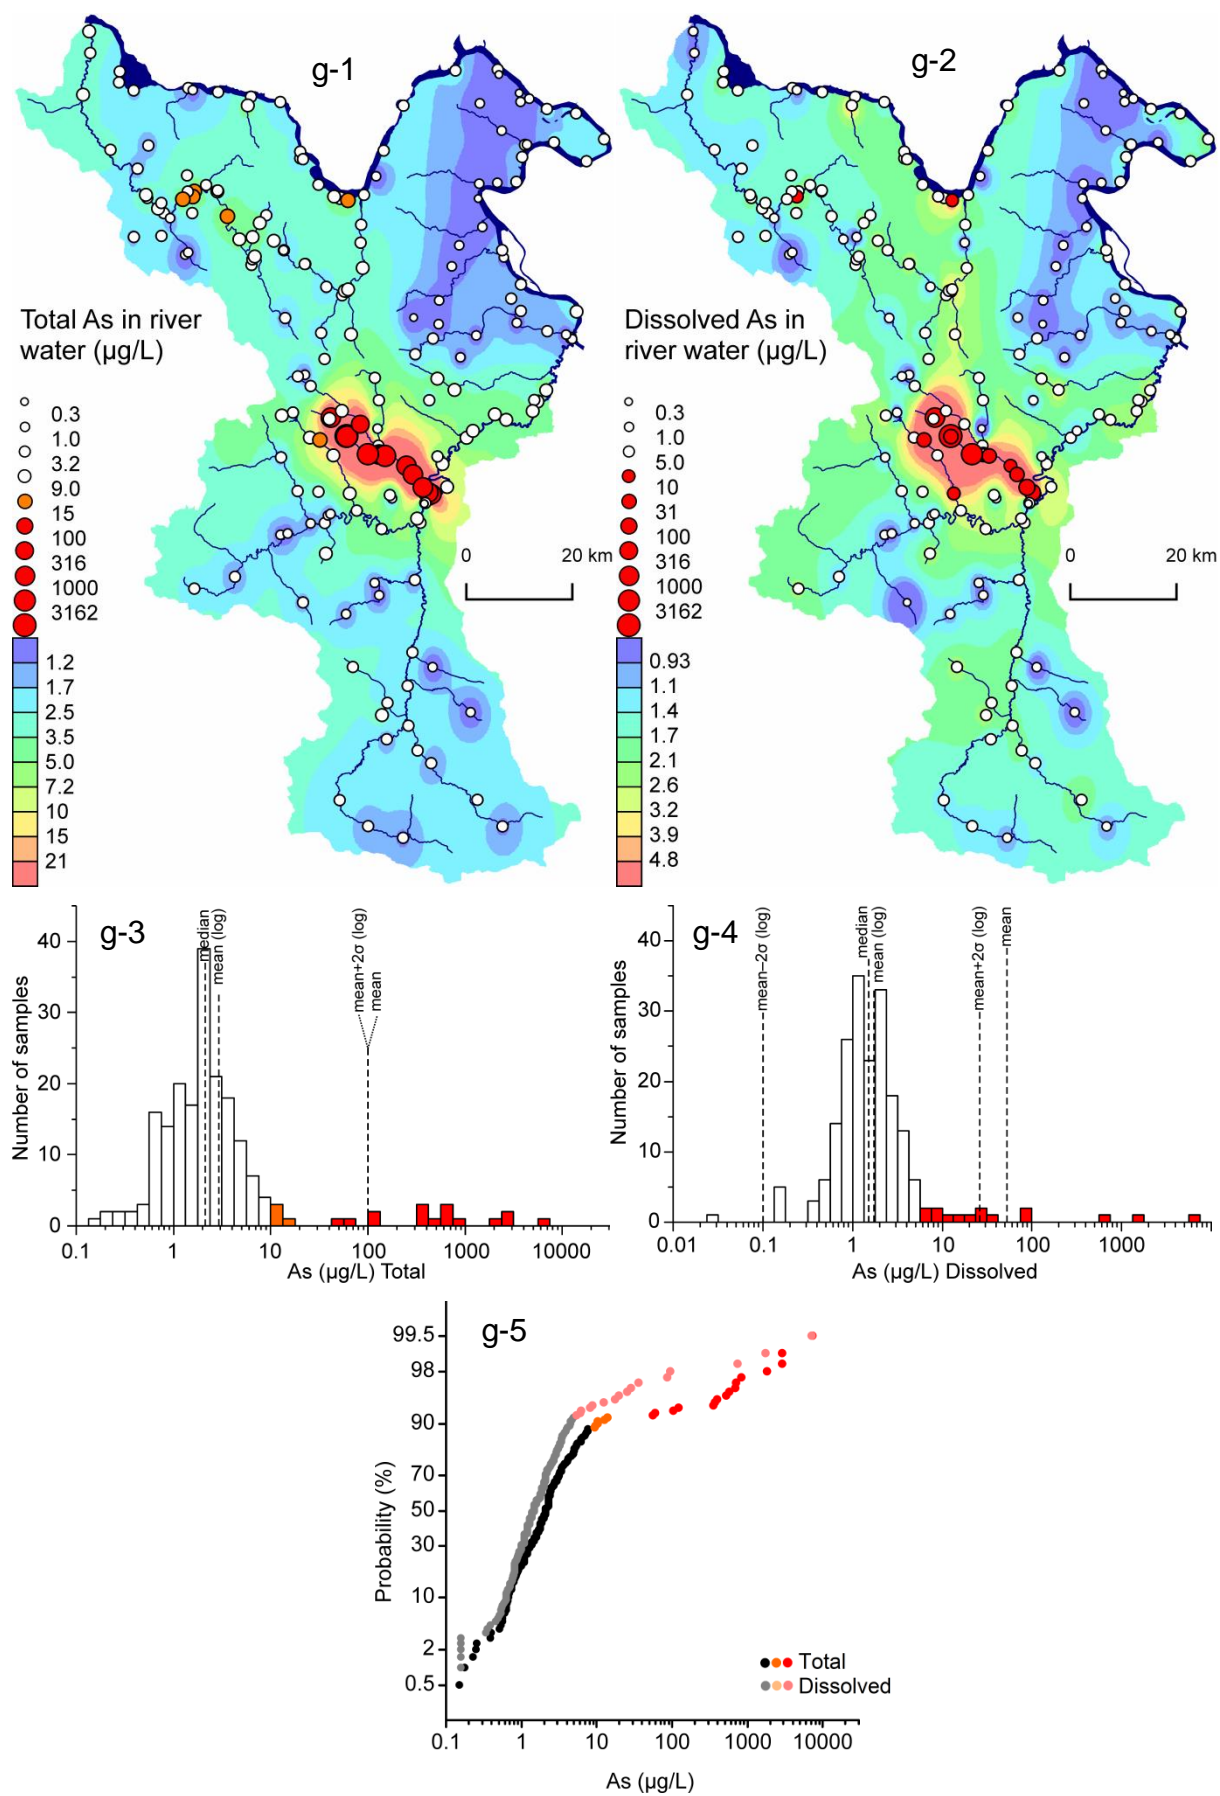 g-1
Total As in river
water (µg/L)
0.3
1.0
3.2
9.0
15
100
316
1000
3162
1.2
1.7
2.5
3.5
5.0
7.2
10
15
21
0
20 km
g-2
Dissolved As in
river water (µg/L)
0.3
1.0
5.0
10
31
100
316
1000
3162
0.93
1.1
1.4
1.7
2.1
2.6
3.2
3.9
4.8
0
20 km
g-3
Number of samples
40
30
20
10
0
median
mean (log)
mean+2σ (log)
mean
0.1
1
10
100
1000
10000
As (µg/L) Total
g-4
Number of samples
40
30
20
10
0
mean–2σ (log)
median
mean (log)
mean+2σ (log)
mean
0.01
0.1
1
10
100
1000
As (µg/L) Dissolved
g-5
Probability (%)
99.5
98
90
70
50
30
10
2
0.5
Total
Dissolved
0.1
1
10
100
1000
10000
As (µg/L)